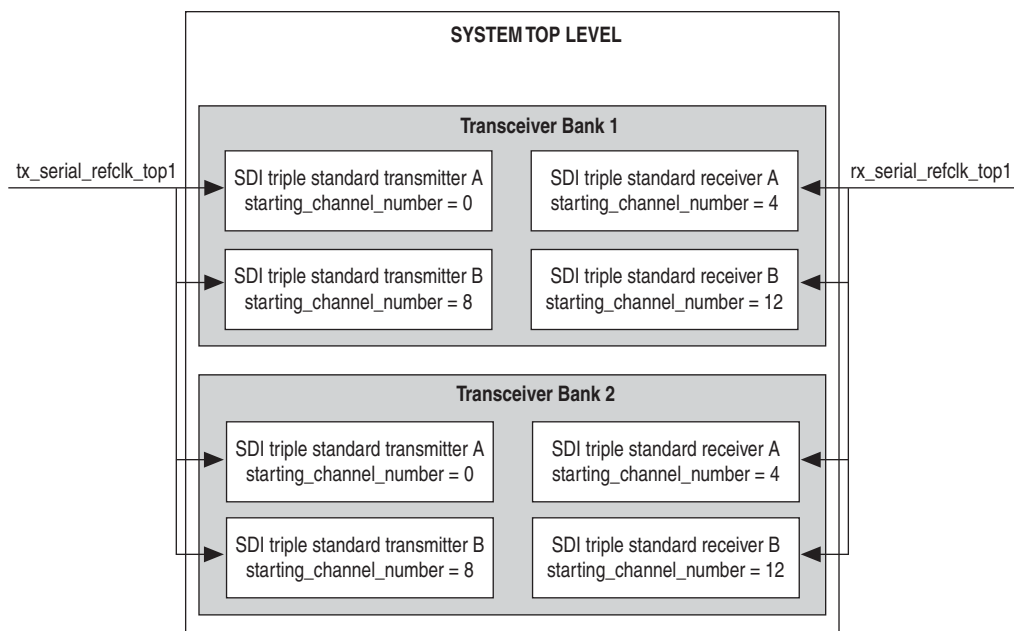 SYSTEM TOP LEVEL
Transceiver Bank 1
tx_serial_refclk_top1
SDI triple standard transmitter A
starting_channel_number = 0
SDI triple standard receiver A
starting_channel_number = 4
rx_serial_refclk_top1
SDI triple standard transmitter B
starting_channel_number = 8
SDI triple standard receiver B
starting_channel_number = 12
Transceiver Bank 2
SDI triple standard transmitter A
starting_channel_number = 0
SDI triple standard receiver A
starting_channel_number = 4
SDI triple standard transmitter B
starting_channel_number = 8
SDI triple standard receiver B
starting_channel_number = 12